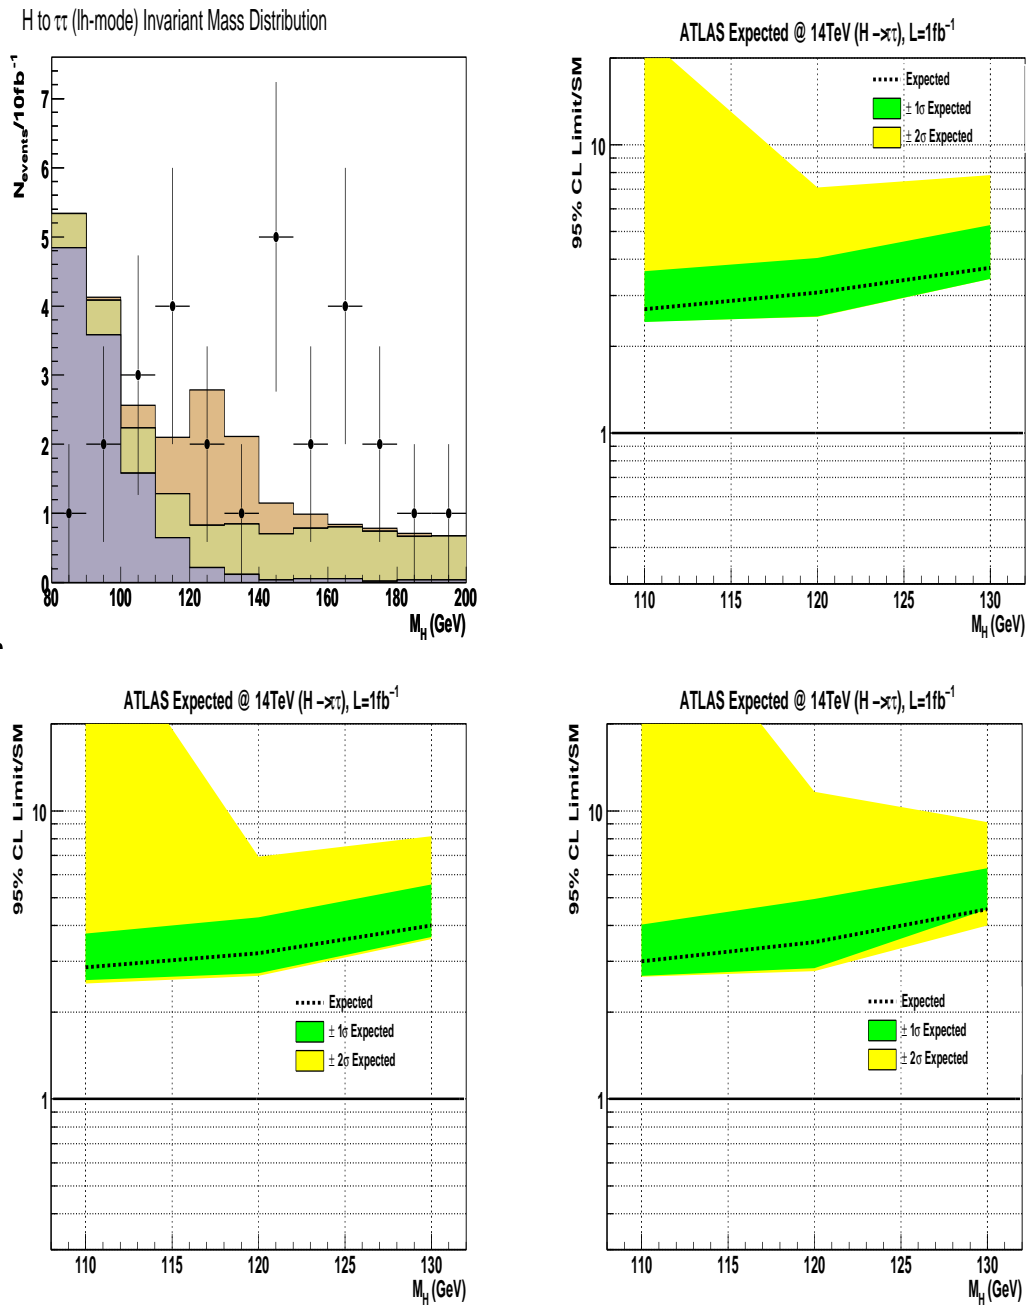 H to ττ (lh-mode) Invariant Mass Distribution
N_events/10fb⁻¹
7
6
5
4
3
2
1
0
80 100 120 140 160 180 200
M_H (GeV)
ATLAS Expected @ 14TeV (H –>ττ), L=1fb⁻¹
95% CL Limit/SM
10
1
Expected
± 1σ Expected
± 2σ Expected
110 115 120 125 130
M_H (GeV)
ATLAS Expected @ 14TeV (H –>ττ), L=1fb⁻¹
95% CL Limit/SM
10
1
Expected
± 1σ Expected
± 2σ Expected
110 115 120 125 130
M_H (GeV)
ATLAS Expected @ 14TeV (H –>ττ), L=1fb⁻¹
95% CL Limit/SM
10
1
Expected
± 1σ Expected
± 2σ Expected
110 115 120 125 130
M_H (GeV)